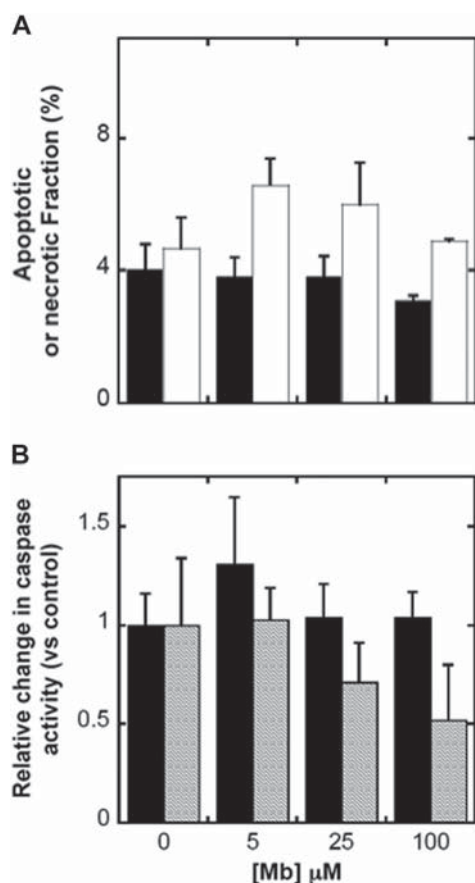 A
Apoptotic
or necrotic Fraction (%)
8
4
0
B
Relative change in caspase
activity (vs control)
1.5
1
0.5
0
0 5 25 100
[Mb] µM